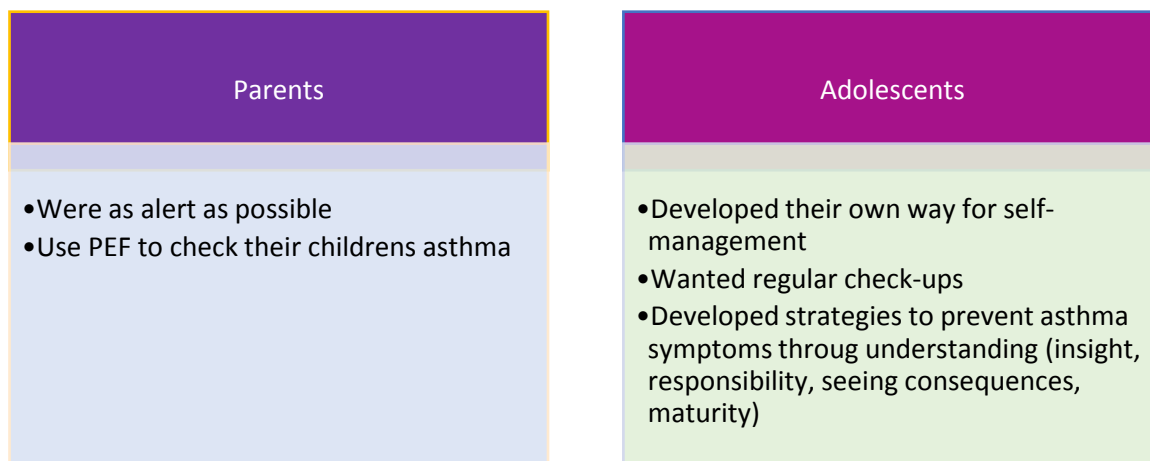 Parents
•Were as alert as possible
•Use PEF to check their childrens asthma
Adolescents
•Developed their own way for self-
management
•Wanted regular check-ups
•Developed strategies to prevent asthma
symptoms throug understanding (insight,
responsibility, seeing consequences,
maturity)